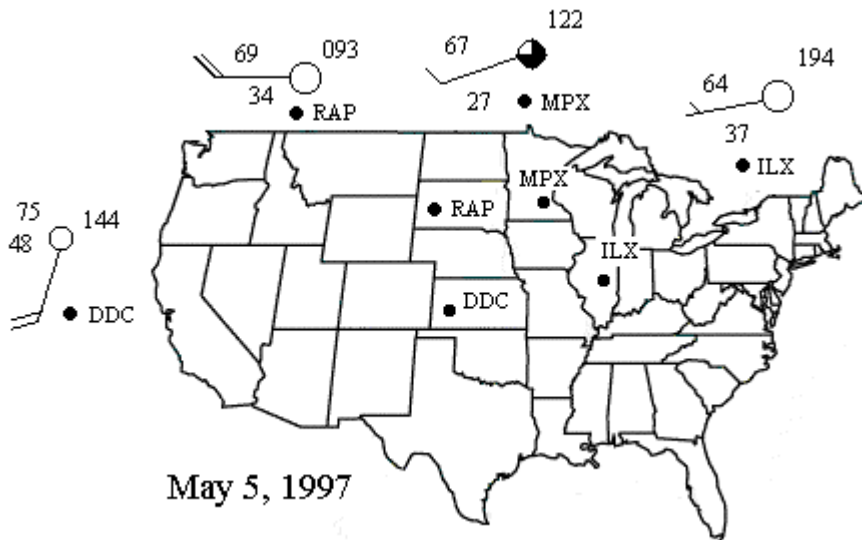 69 093
34 RAP
67 122
27 MPX
64 194
37 ILX
75 144
48
DDC
MPX
RAP
ILX
DDC
May 5, 1997